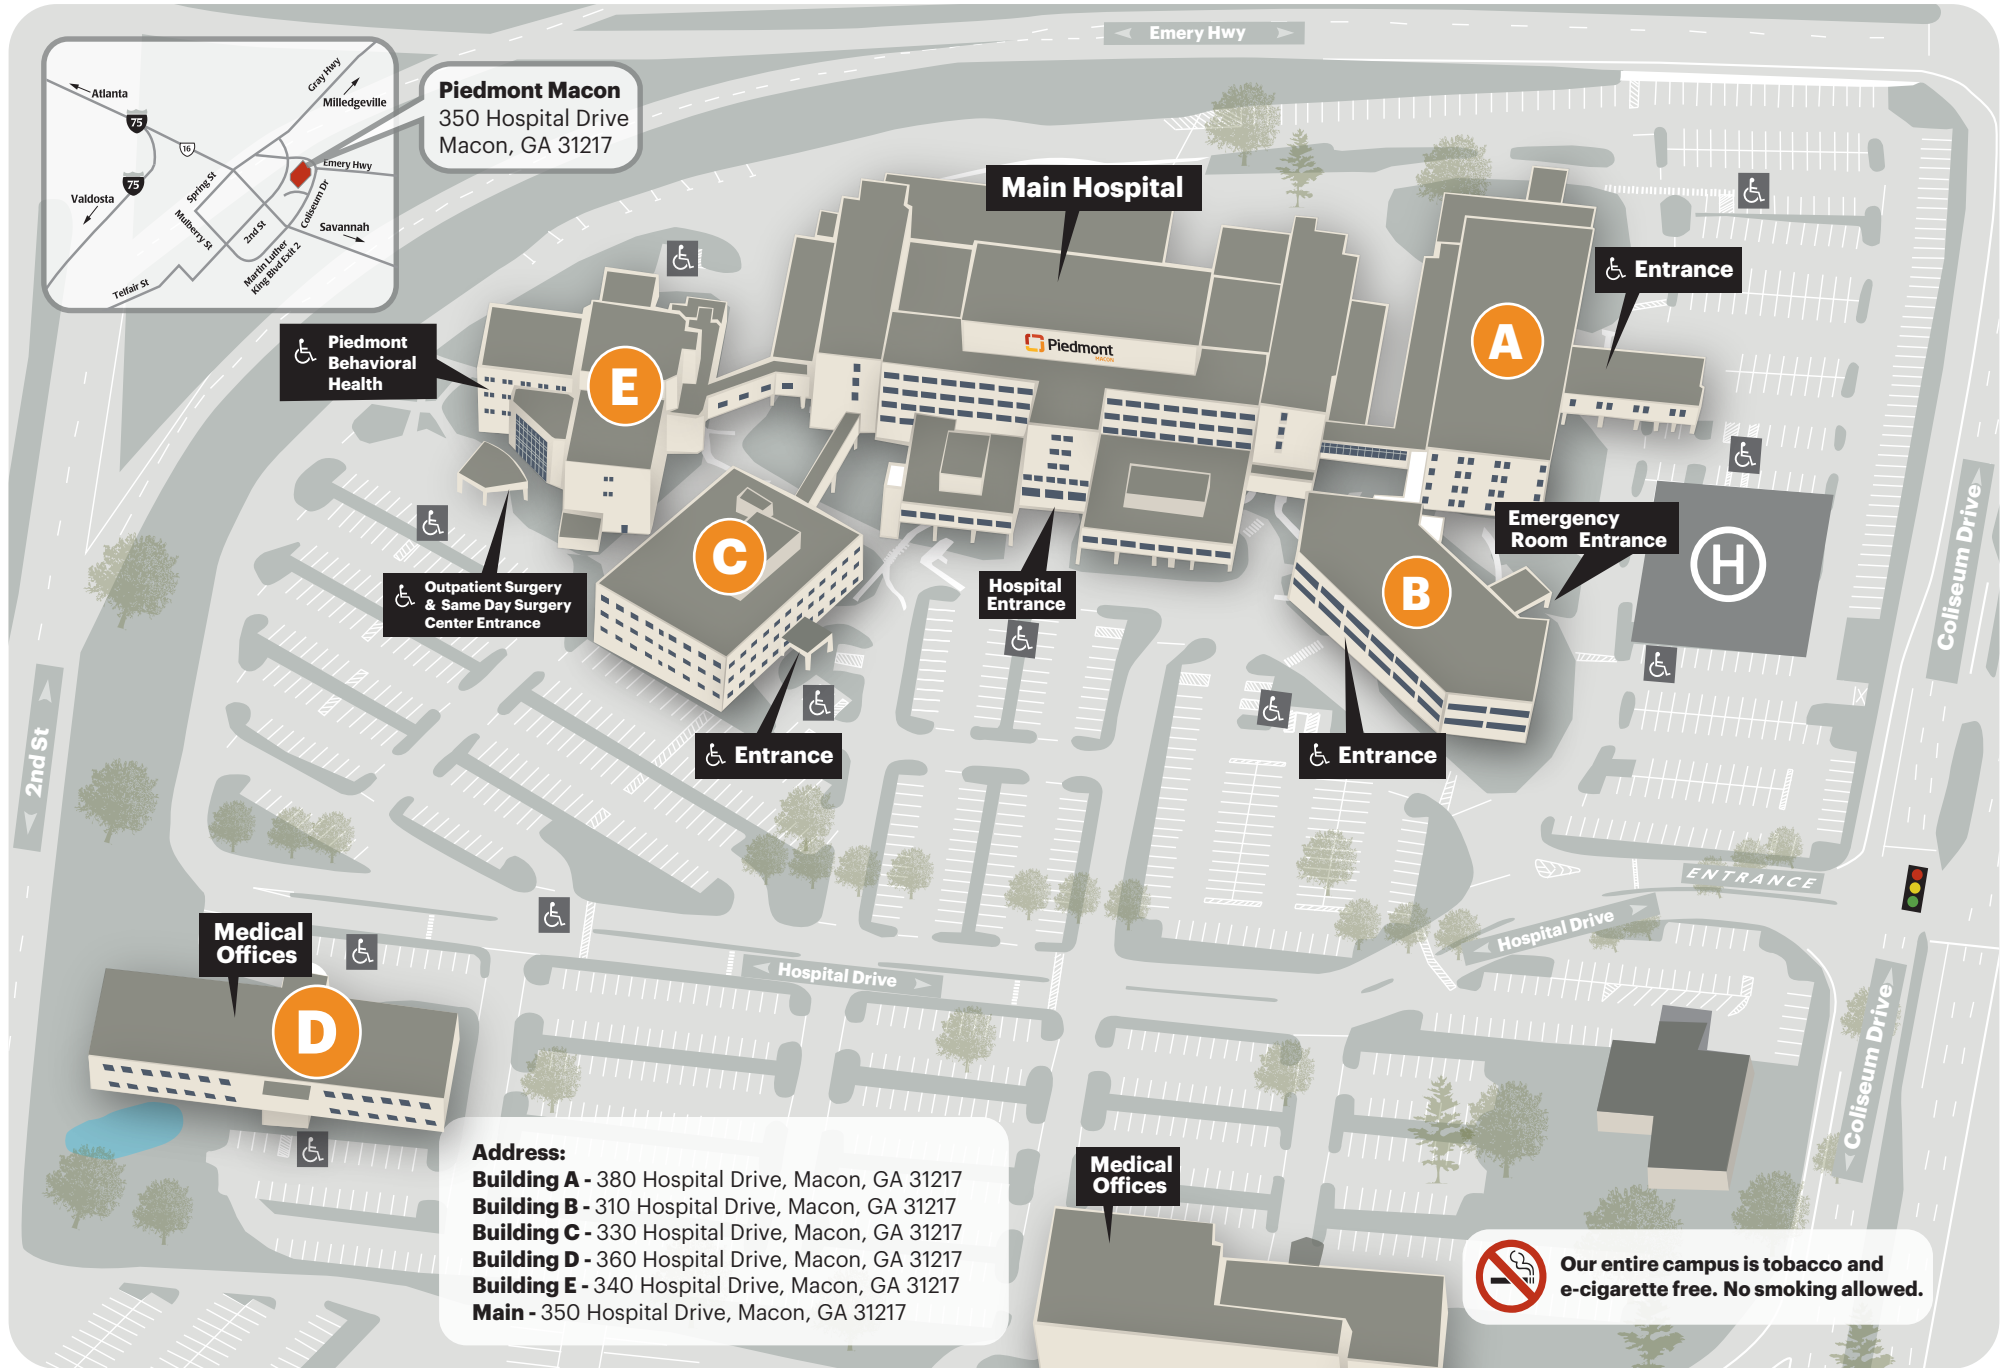 Emery Hwy
Atlanta
75
16
75
Valdosta
Gray Hwy
Milledgeville
Emery Hwy
Spring St
Mulberry St
2nd St
Coliseum Dr
Savannah
Martin Luther
King Blvd Exit 2
Telfair St
Piedmont Macon
350 Hospital Drive
Macon, GA 31217
Main Hospital
Piedmont
MACON
A
Entrance
Piedmont
Behavioral
Health
E
C
B
H
Emergency
Room Entrance
Hospital
Entrance
Outpatient Surgery
& Same Day Surgery
Center Entrance
Entrance
Entrance
Coliseum Drive
2nd St
ENTRANCE
Hospital Drive
Hospital Drive
Medical
Offices
D
Coliseum Drive
Address:
Building A - 380 Hospital Drive, Macon, GA 31217
Building B - 310 Hospital Drive, Macon, GA 31217
Building C - 330 Hospital Drive, Macon, GA 31217
Building D - 360 Hospital Drive, Macon, GA 31217
Building E - 340 Hospital Drive, Macon, GA 31217
Main - 350 Hospital Drive, Macon, GA 31217
Medical
Offices
Our entire campus is tobacco and
e-cigarette free. No smoking allowed.